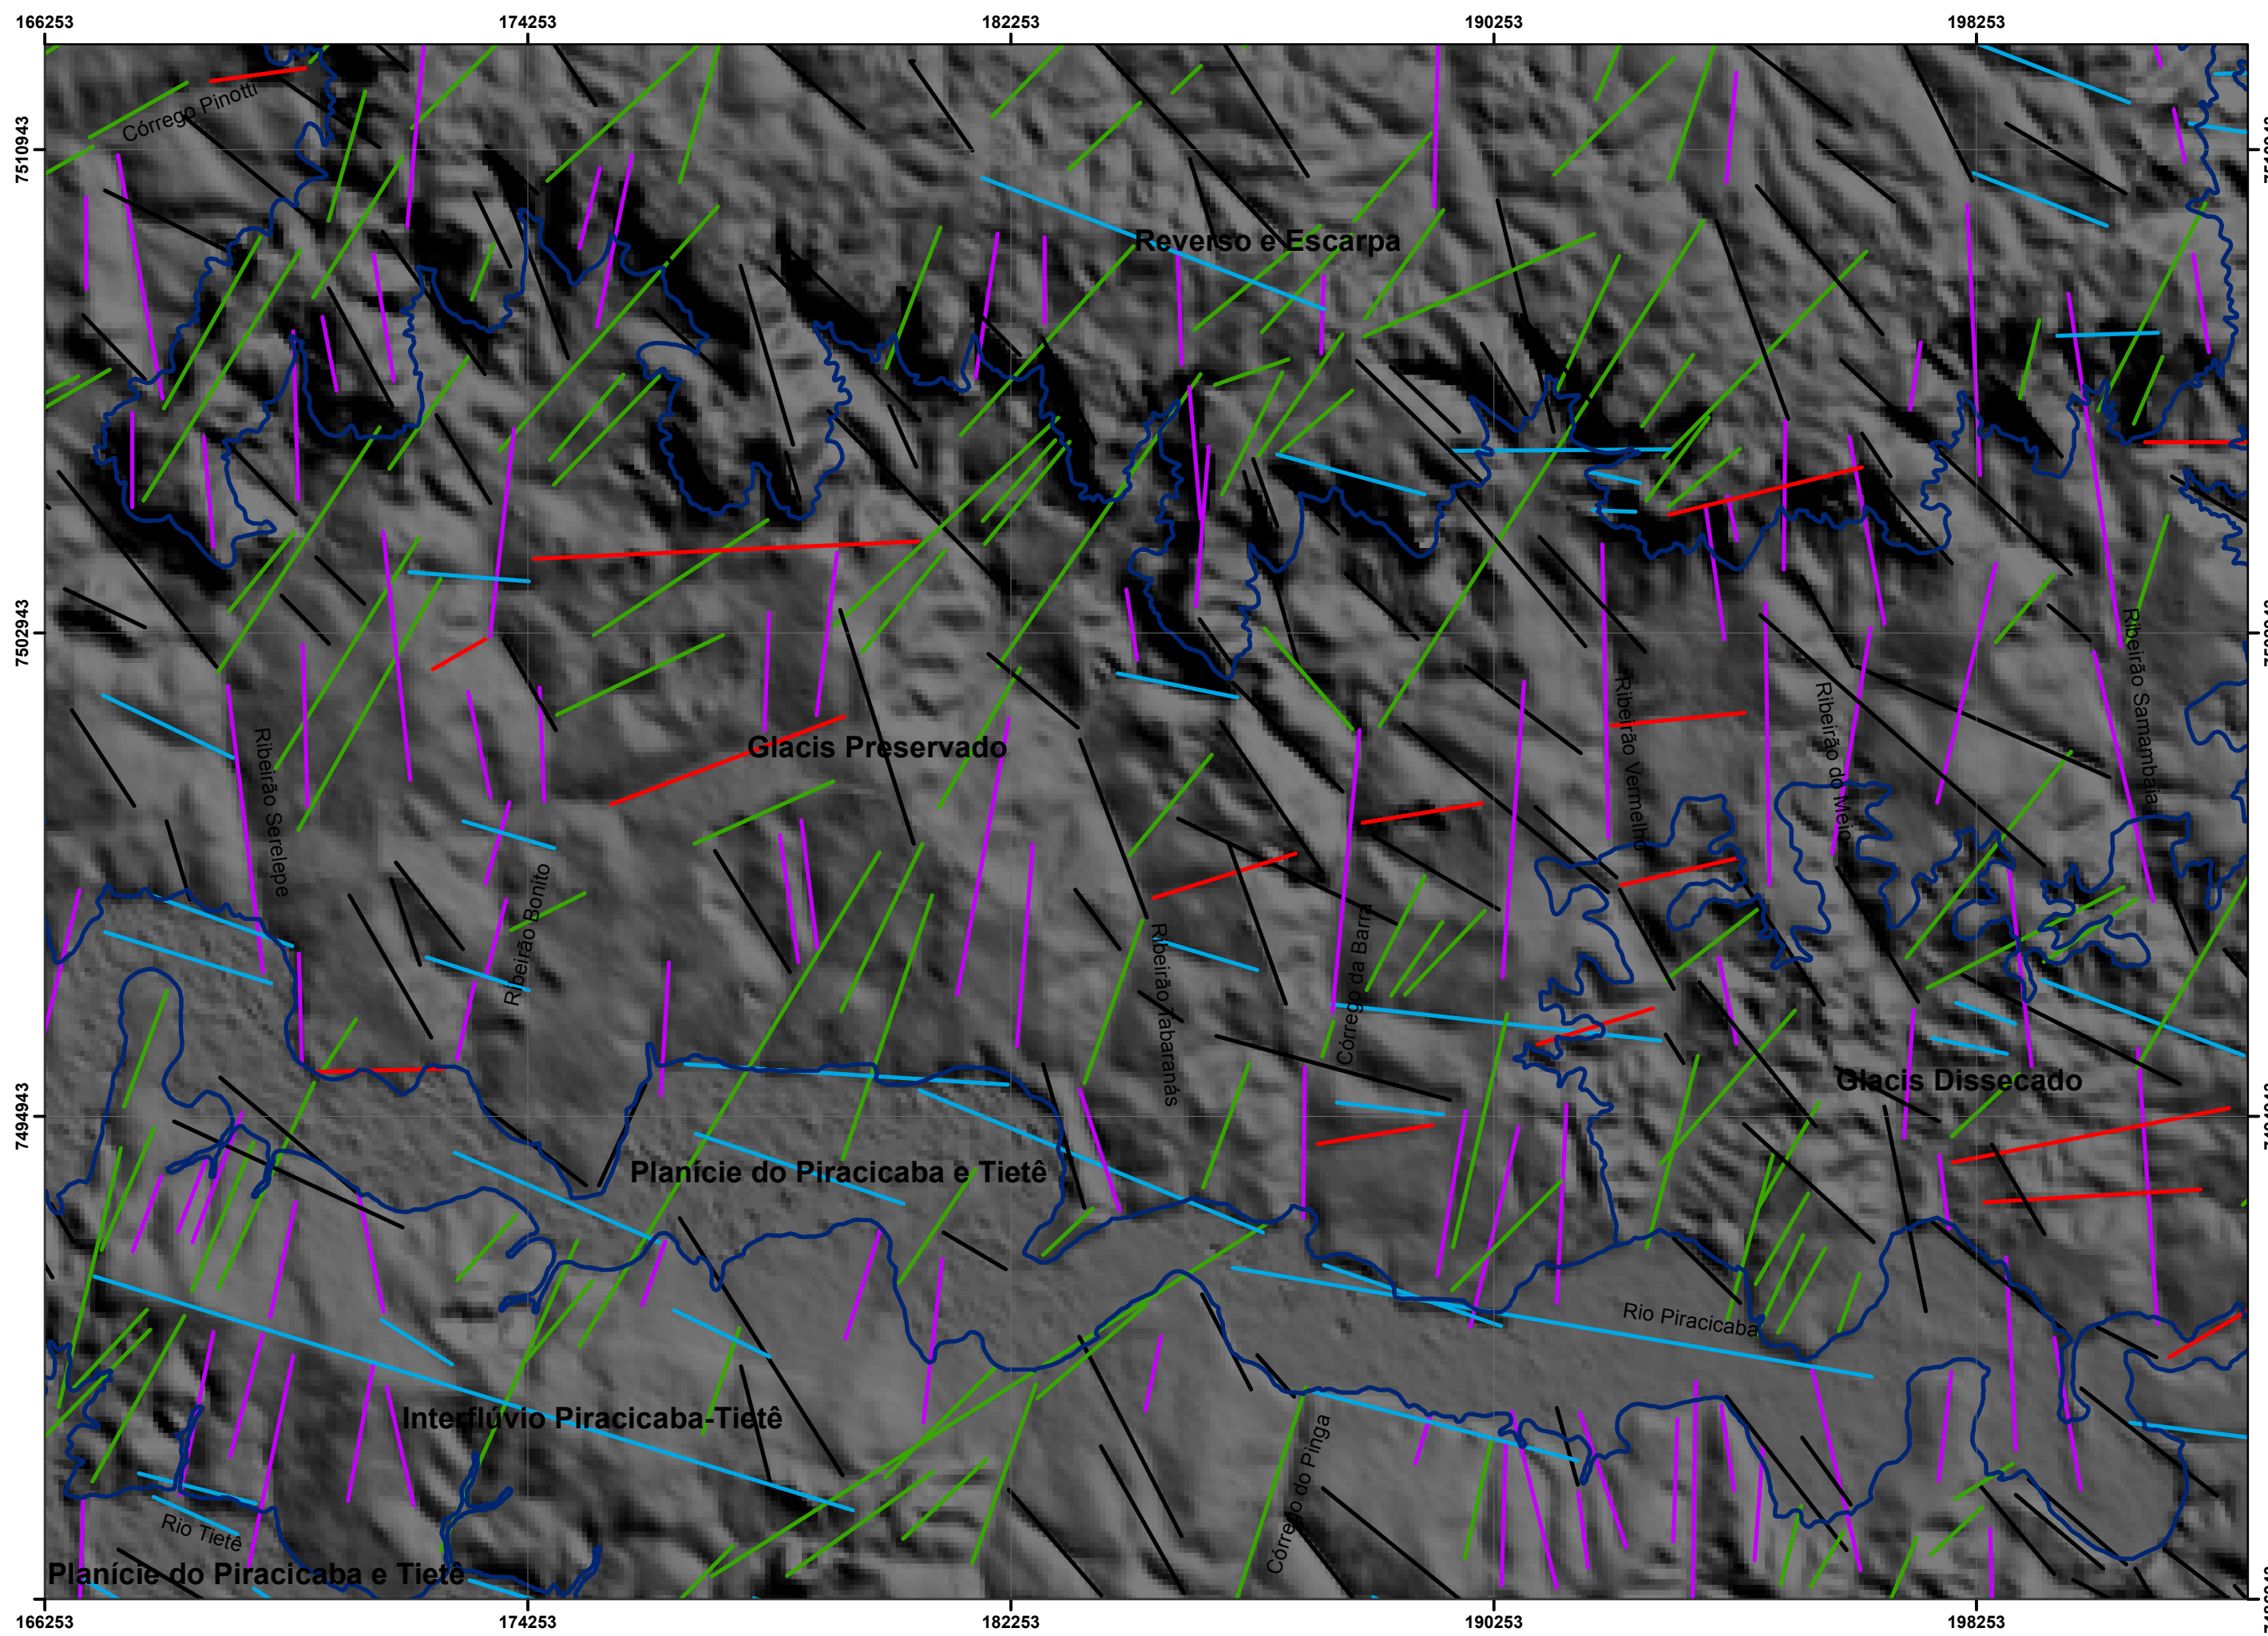 166253
174253
182253
190253
198253
7510943
Córrego Pinotti
Reverso e Escarpa
7502943
Ribeirão Samambaia
Ribeirão Vermelho
Ribeirão do Meio
Ribeirão Serelepe
Glacis Preservado
Ribeirão Bonito
Córrego da Barra
Ribeirão Tabaranás
Glacis Dissecado
7494943
Planície do Piracicaba e Tietê
Rio Piracicaba
Interflúvio Piracicaba-Tietê
Córrego do Pinga
Rio Tietê
Planície do Piracicaba e Tietê
166253
174253
182253
190253
198253